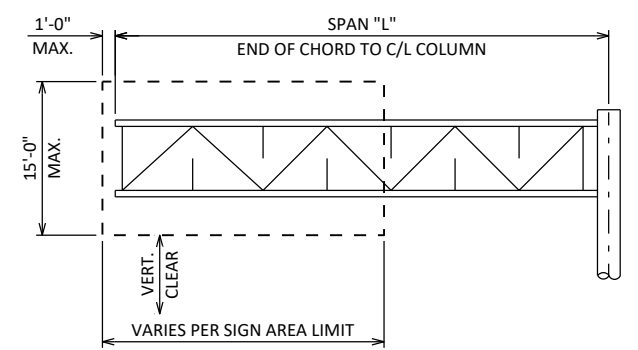 1'-0"
MAX.
SPAN "L"
END OF CHORD TO C/L COLUMN
15'-0"
MAX.
VERT.
CLEAR
VARIES PER SIGN AREA LIMIT